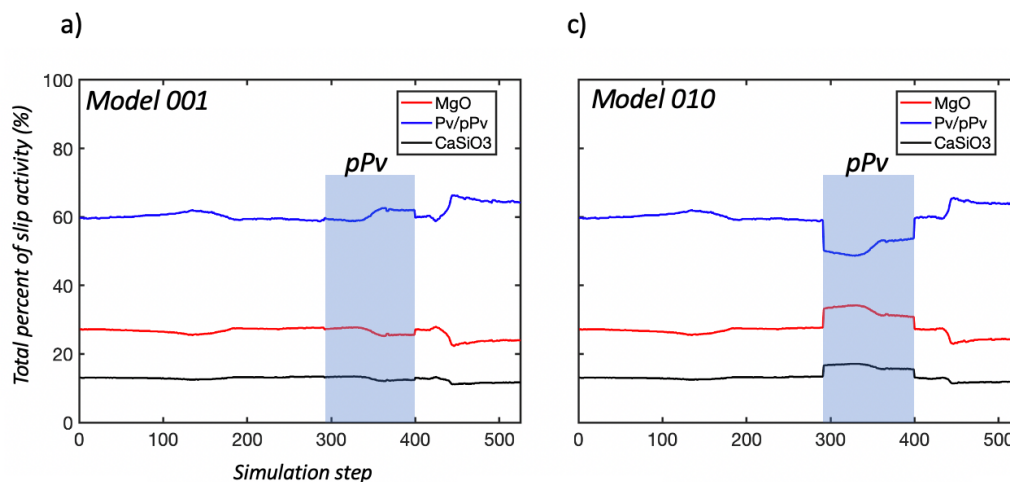 a)
c)
Total percent of slip activity (%)
100
80
60
40
20
0
Model 001
MgO
Pv/pPv
CaSiO3
pPv
0
100
200
300
400
500
Simulation step
Model 010
MgO
Pv/pPv
CaSiO3
pPv
0
100
200
300
400
500